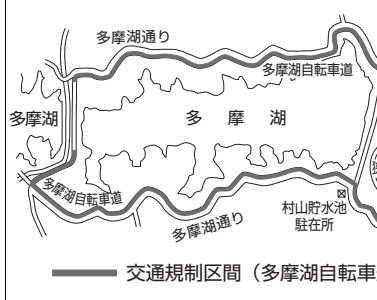 多摩湖通り
多摩湖自転車道
多摩湖
多摩湖
多摩湖自転車道
村山貯水池
駐在所
多摩湖通り
交通規制区間（多摩湖自転車